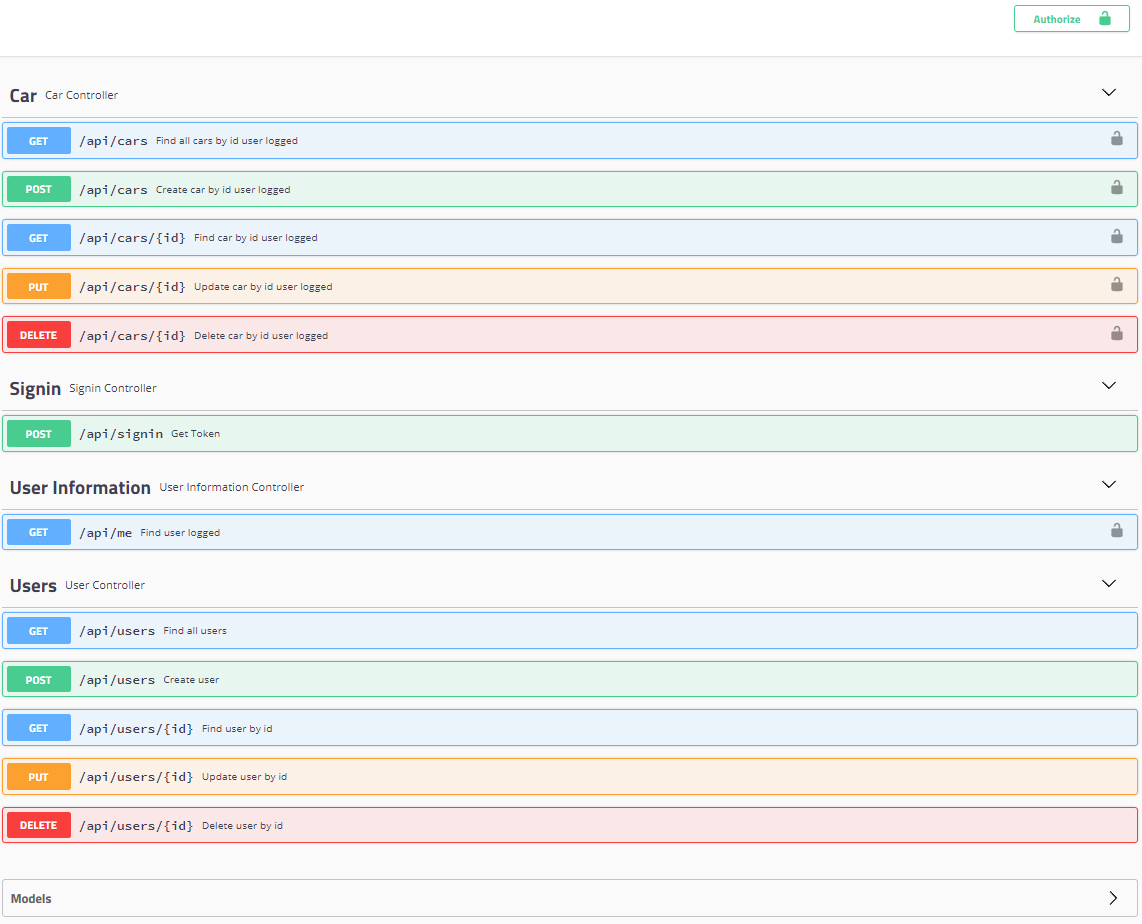 Authorize
Car Car Controller
GET /api/cars Find all cars by id user logged
POST /api/cars Create car by id user logged
GET /api/cars/{id} Find car by id user logged
PUT /api/cars/{id} Update car by id user logged
DELETE /api/cars/{id} Delete car by id user logged
Signin Signin Controller
POST /api/signin Get Token
User Information User Information Controller
GET /api/me Find user logged
Users User Controller
GET /api/users Find all users
POST /api/users Create user
GET /api/users/{id} Find user by id
PUT /api/users/{id} Update user by id
DELETE /api/users/{id} Delete user by id
Models